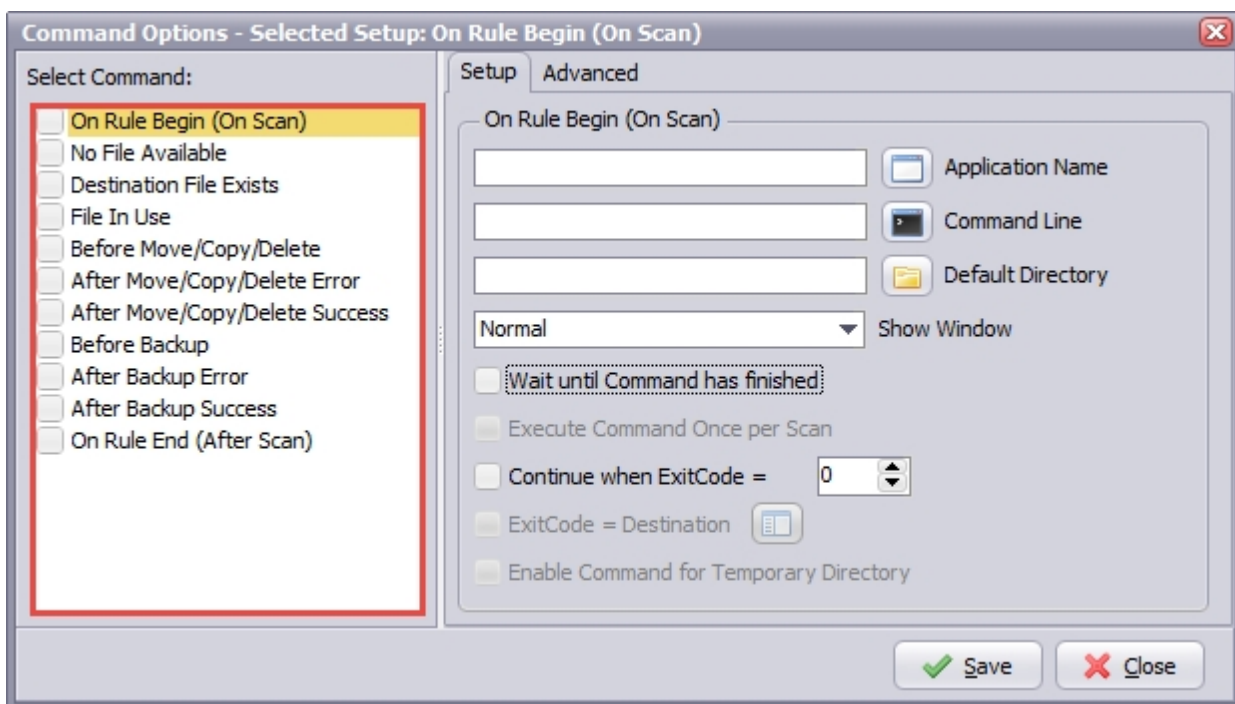 Command Options - Selected Setup: On Rule Begin (On Scan)
Select Command:
On Rule Begin (On Scan)
No File Available
Destination File Exists
File In Use
Before Move/Copy/Delete
After Move/Copy/Delete Error
After Move/Copy/Delete Success
Before Backup
After Backup Error
After Backup Success
On Rule End (After Scan)
Setup
Advanced
On Rule Begin (On Scan)
Application Name
Command Line
Default Directory
Normal
Show Window
Wait until Command has finished
Execute Command Once per Scan
Continue when ExitCode = 0
ExitCode = Destination
Enable Command for Temporary Directory
Save
Close